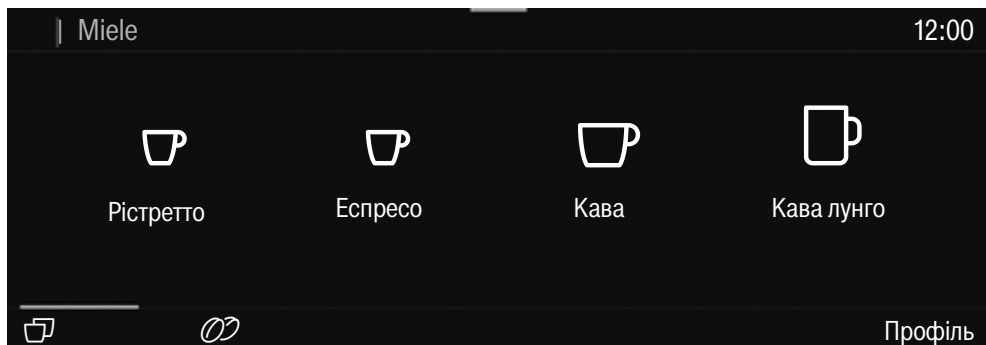 Miele
12:00
Рістретто
Еспресо
Кава
Кава лунго
Профіль